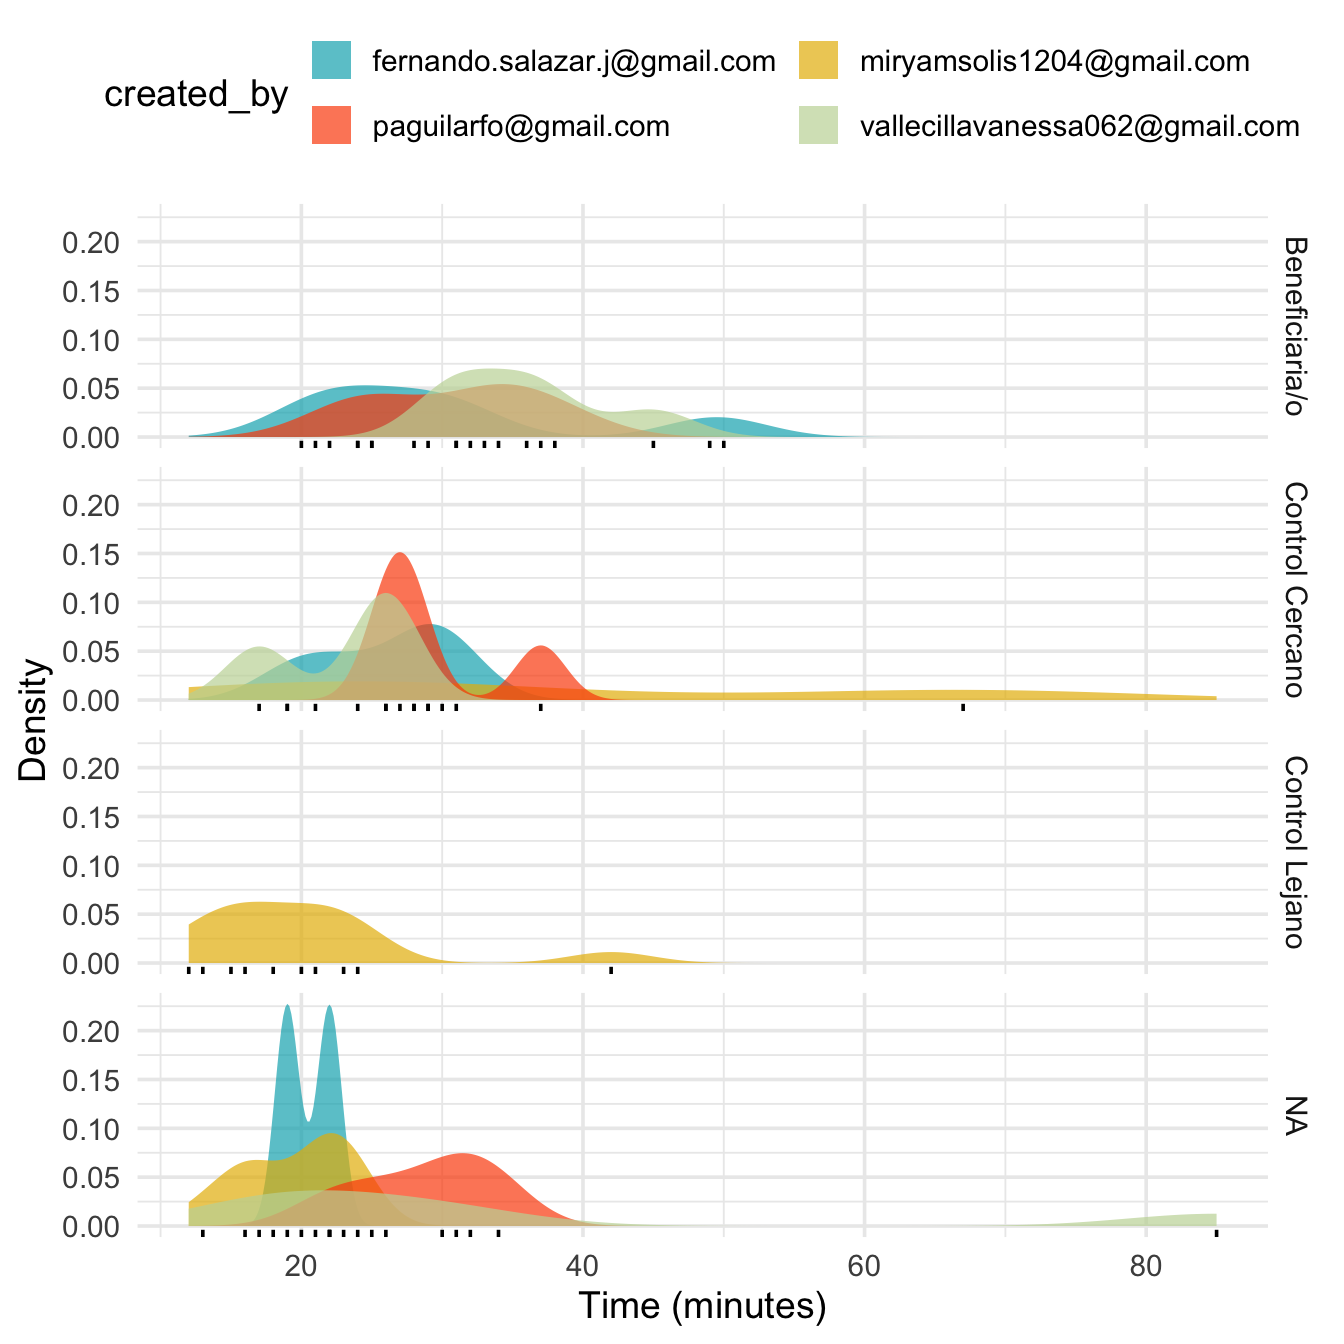 created_by
fernando.salazar.j@gmail.com
miryamsolis1204@gmail.com
paguilarfo@gmail.com
vallecillavanessa062@gmail.com
Density
0.20
0.15
0.10
0.05
0.00
Beneficiaria/o
0.20
0.15
0.10
0.05
0.00
Control Cercano
0.20
0.15
0.10
0.05
0.00
Control Lejano
0.20
0.15
0.10
0.05
0.00
NA
20 40 60 80
Time (minutes)